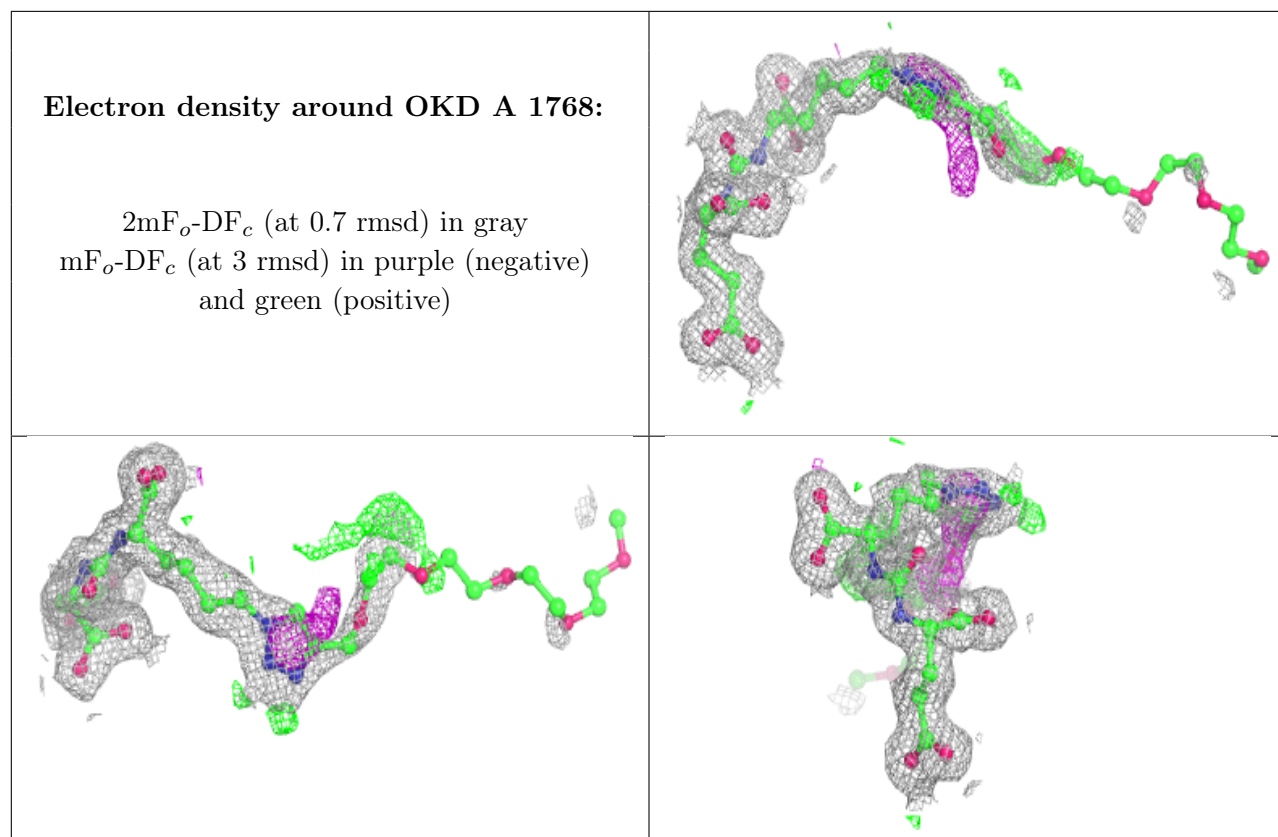 Electron density around OKD A 1768:
2mFₒ-DF𝑐 (at 0.7 rmsd) in gray
mFₒ-DF𝑐 (at 3 rmsd) in purple (negative)
and green (positive)